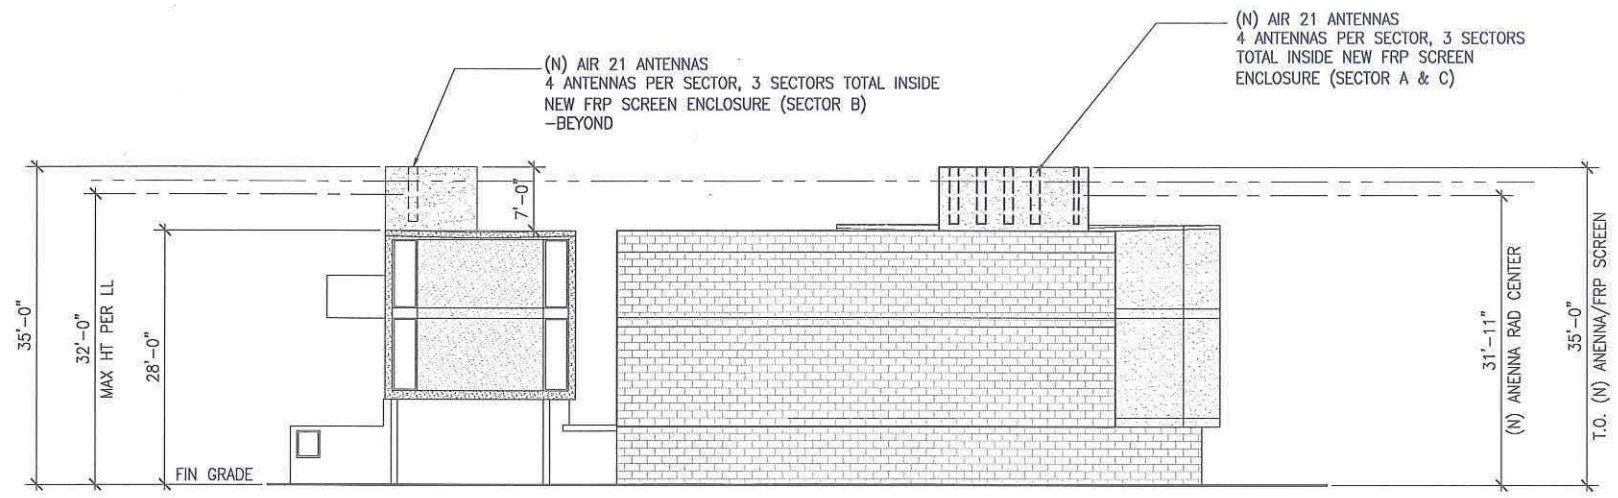 (N) AIR 21 ANTENNAS
4 ANTENNAS PER SECTOR, 3 SECTORS
TOTAL INSIDE NEW FRP SCREEN
ENCLOSURE (SECTOR A & C)
(N) AIR 21 ANTENNAS
4 ANTENNAS PER SECTOR, 3 SECTORS TOTAL INSIDE
NEW FRP SCREEN ENCLOSURE (SECTOR B)
-BEYOND
35'-0"
32'-0"
MAX HT PER LL
28'-0"
7'-0"
FIN GRADE
31'-11"
(N) ANENNA RAD CENTER
35'-0"
T.O. (N) ANENNA/FRP SCREEN